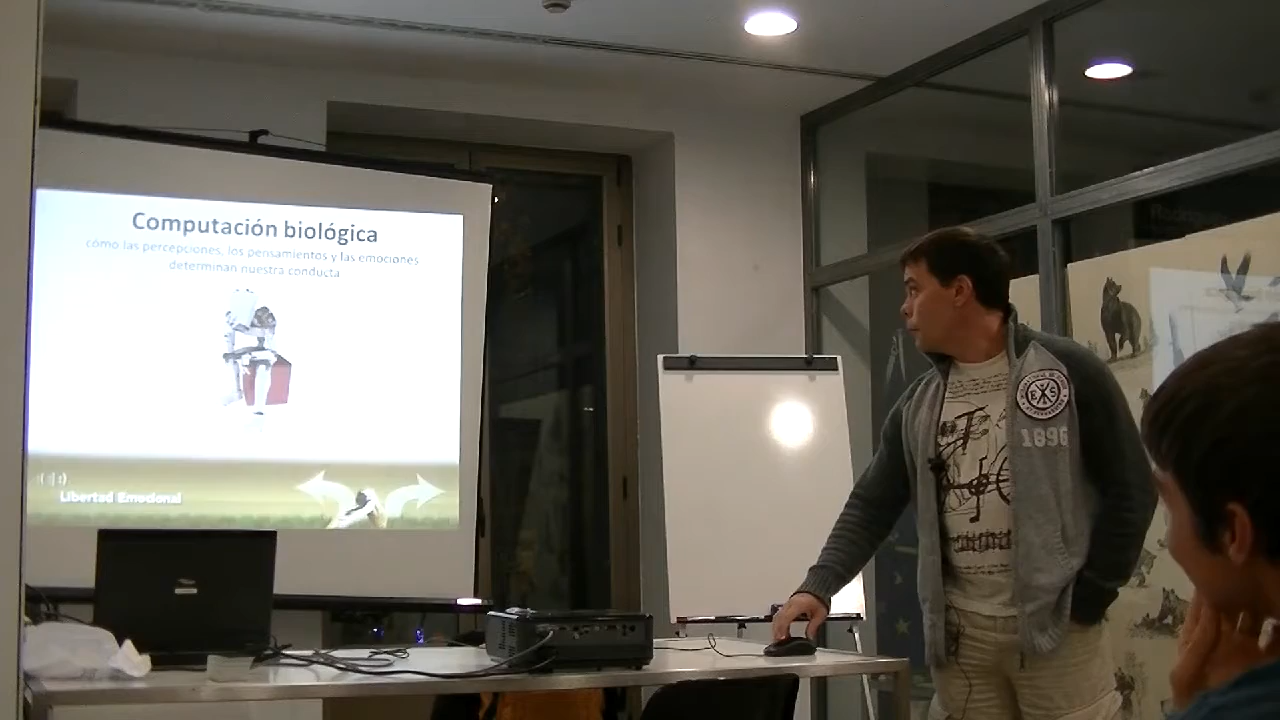 Computación biológica
cómo las percepciones, los pensamientos y las emociones
determinan nuestra conducta
Libertad Emocional
E S
1896